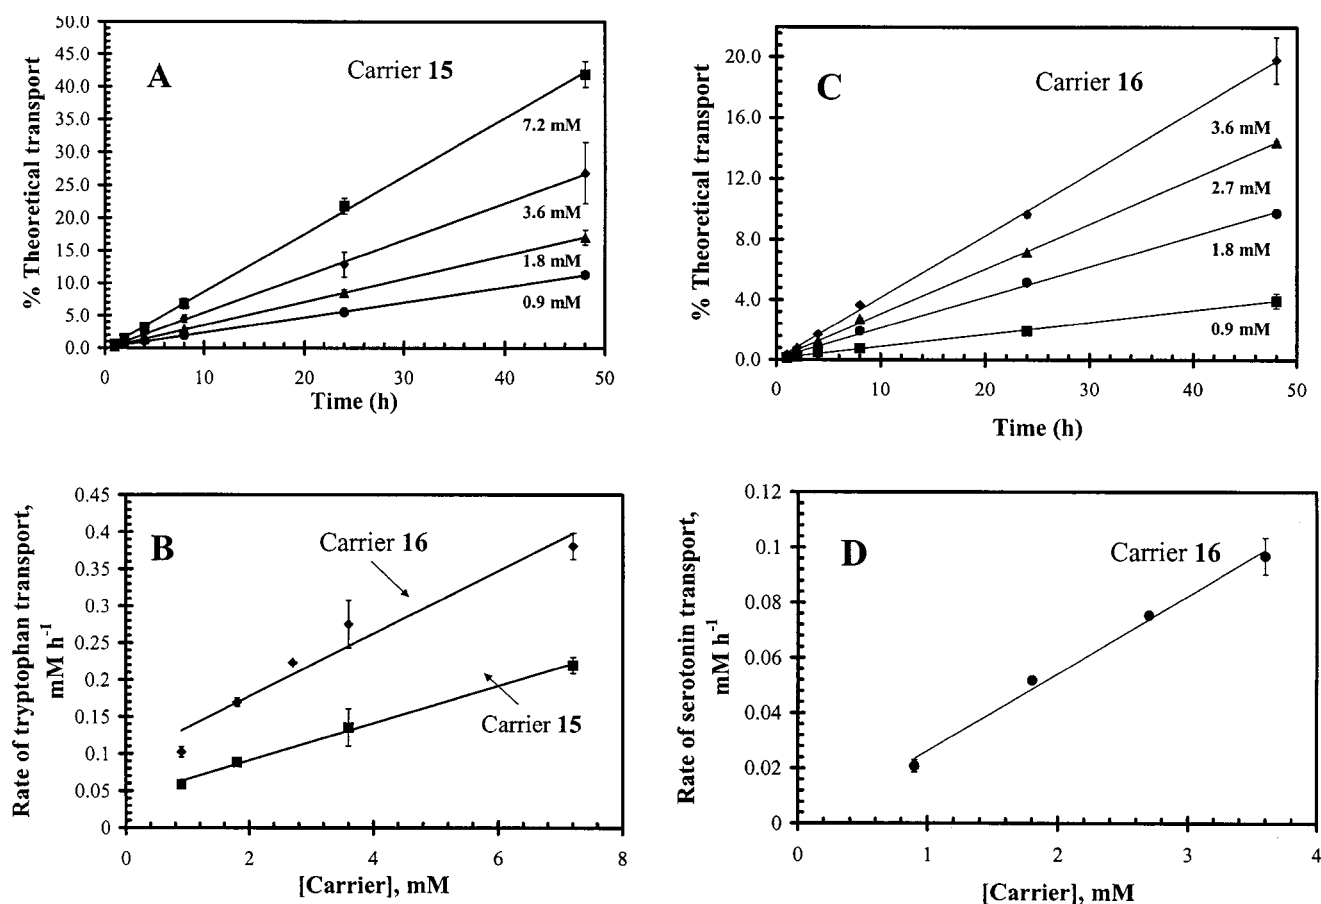 A
Carrier 15
% Theoretical transport
50.0
45.0
40.0
35.0
30.0
25.0
20.0
15.0
10.0
5.0
0.0
7.2 mM
3.6 mM
1.8 mM
0.9 mM
0
10
20
30
40
50
Time (h)
C
Carrier 16
% Theoretical transport
20.0
16.0
12.0
8.0
4.0
0.0
3.6 mM
2.7 mM
1.8 mM
0.9 mM
0
10
20
30
40
50
Time (h)
B
Carrier 16
Carrier 15
Rate of tryptophan transport,
mM h-1
0.45
0.4
0.35
0.3
0.25
0.2
0.15
0.1
0.05
0
0
2
4
6
8
[Carrier], mM
D
Carrier 16
Rate of serotonin transport,
mM h-1
0.12
0.1
0.08
0.06
0.04
0.02
0
0
1
2
3
4
[Carrier], mM